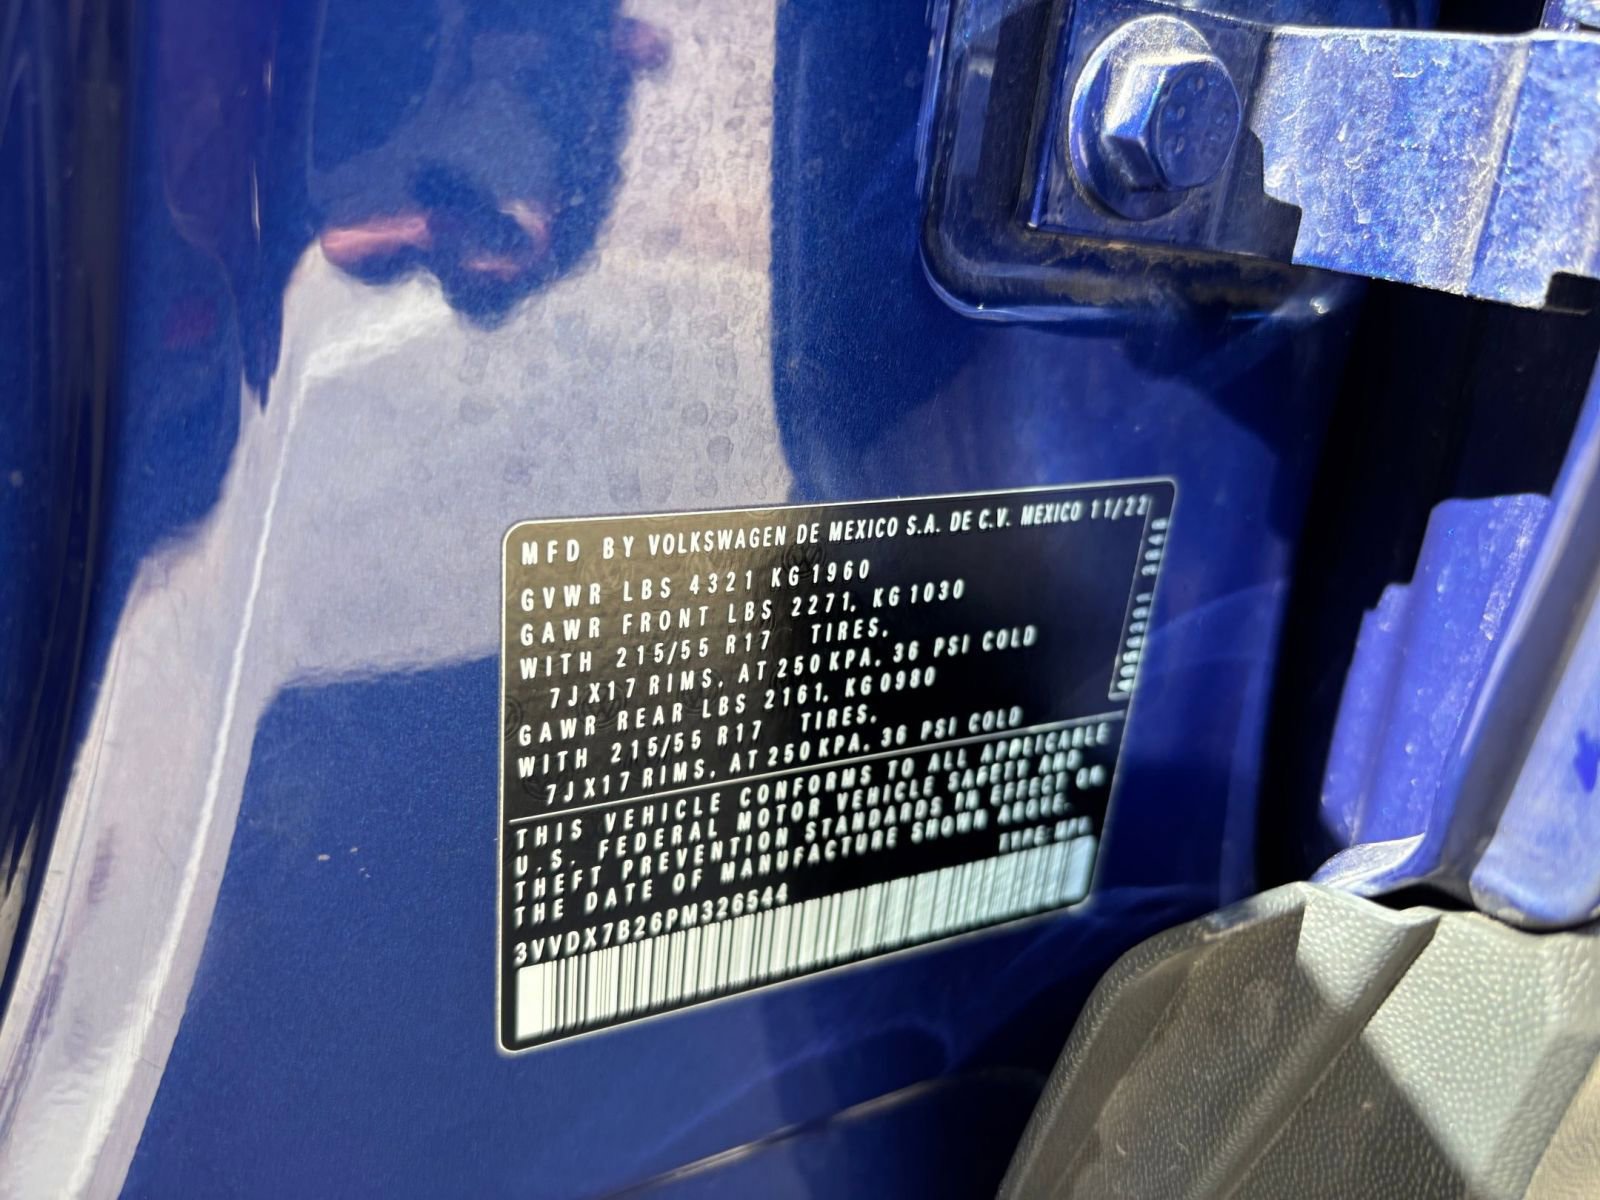 MFD BY VOLKSWAGEN DE MEXICO S.A. DE C.V. MEXICO 11/22
GVWR LBS 4321 KG 1960
GAWR FRONT LBS 2271, KG 1030
WITH 215/55 R17 TIRES,
7JX17 RIMS, AT 250 KPA, 36 PSI COLD
GAWR REAR LBS 2161, KG 0980
WITH 215/55 R17 TIRES,
7JX17 RIMS, AT 250 KPA, 36 PSI COLD
THIS VEHICLE CONFORMS TO ALL APPLICABLE
U.S. FEDERAL MOTOR VEHICLE SAFETY AND
THEFT PREVENTION STANDARDS IN EFFECT ON
THE DATE OF MANUFACTURE SHOWN ABOVE.
3VVDX7B26PM326544 TYPE: MPV